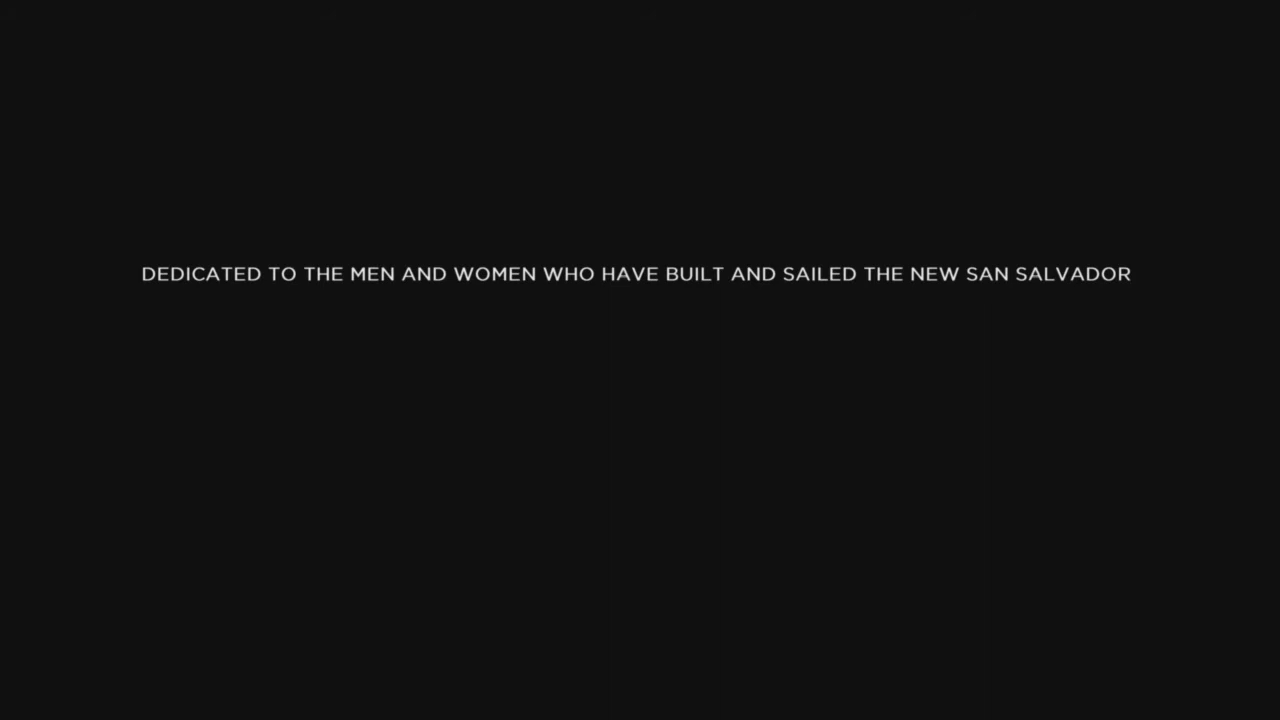 DEDICATED TO THE MEN AND WOMEN WHO HAVE BUILT AND SAILED THE NEW SAN SALVADOR